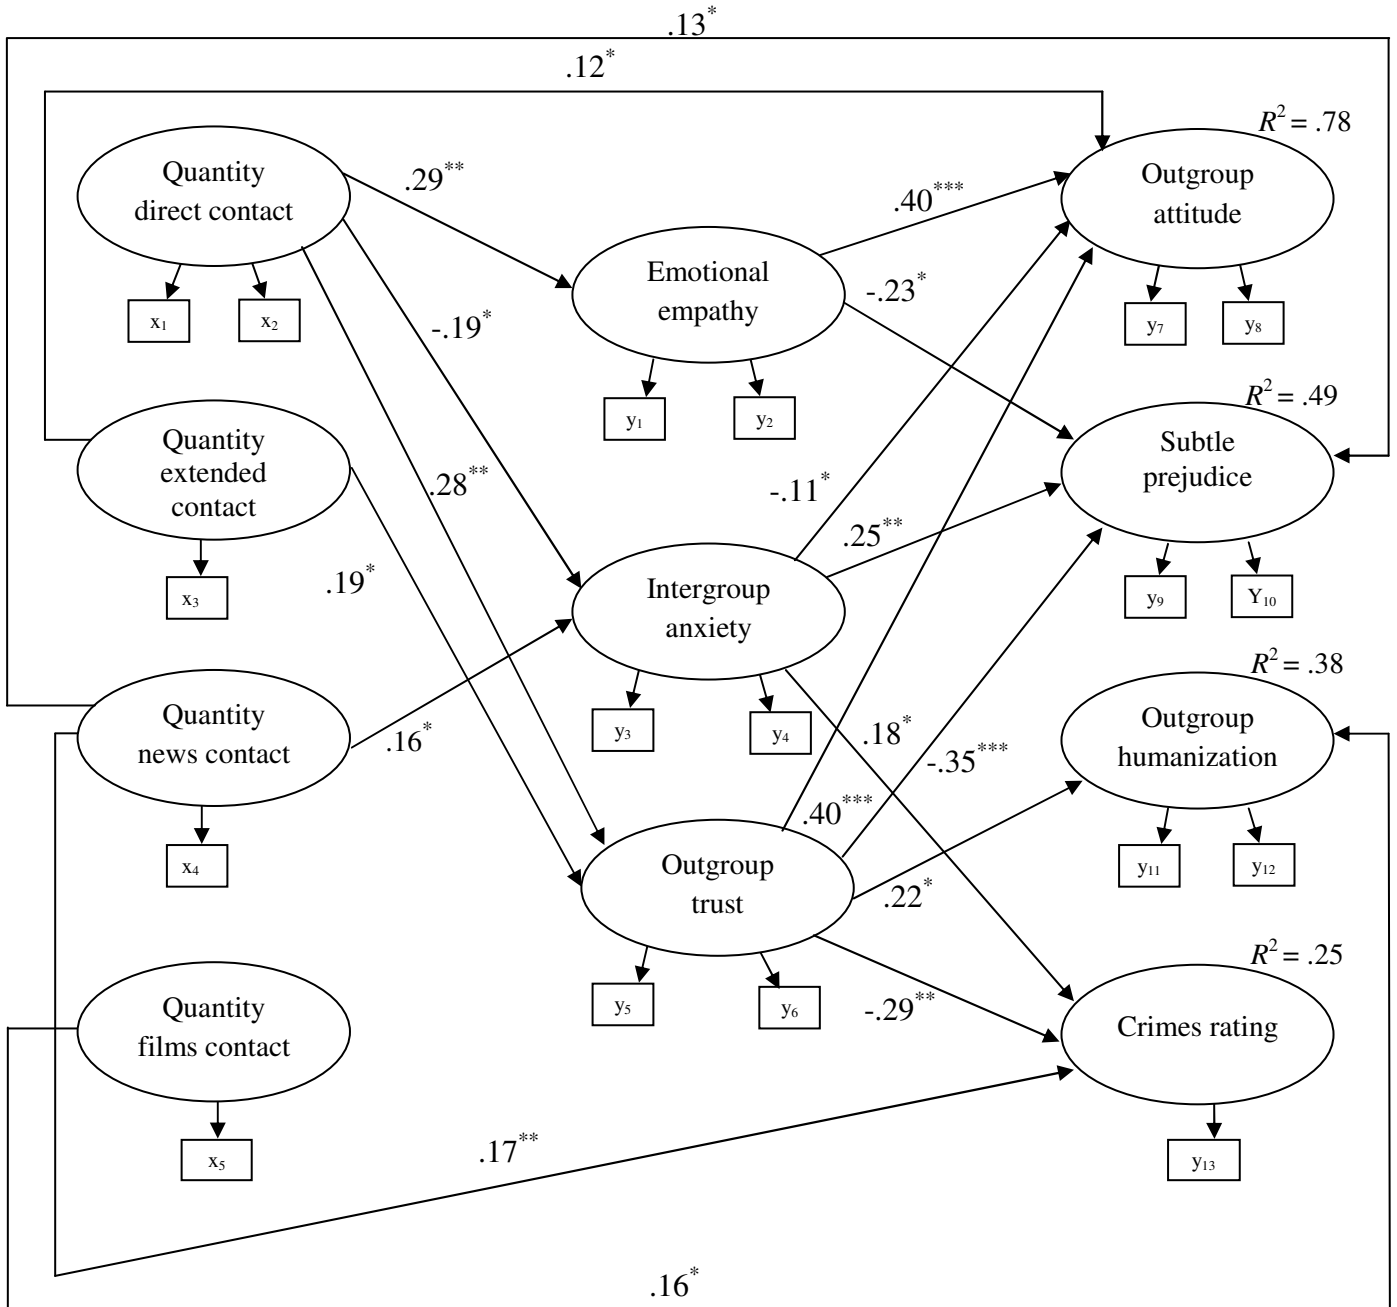 .13*
.12*
R² = .78
Quantity
direct contact
.29**
.40***
Outgroup
attitude
Emotional
empathy
-.23*
x₁
x₂
-.19*
y₇
y₈
R² = .49
y₁
y₂
Quantity
extended
contact
Subtle
prejudice
.28**
-.11*
.25**
.19*
x₃
Intergroup
anxiety
y₉
Y₁₀
R² = .38
Quantity
news contact
.16*
y₃
y₄
.18*
-.35***
Outgroup
humanization
.40***
x₄
Outgroup
trust
.22*
y₁₁
y₁₂
R² = .25
Quantity
films contact
y₅
y₆
-.29**
Crimes rating
x₅
.17**
y₁₃
.16*